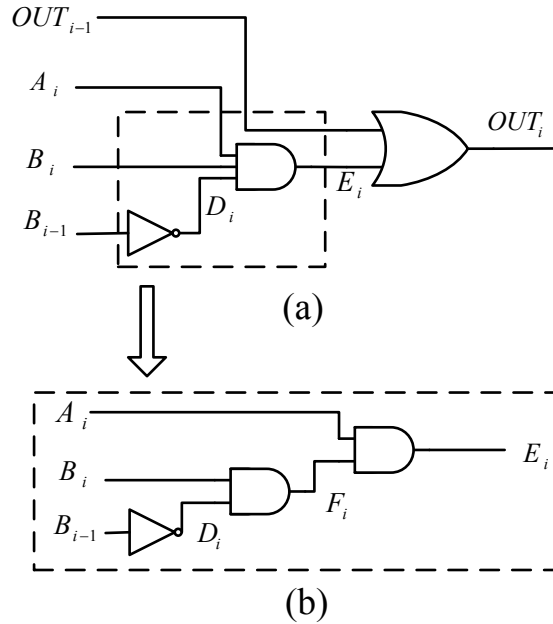 OUT_{i-1}
A_i
OUT_i
B_i
E_i
D_i
B_{i-1}
(a)
A_i
E_i
B_i
F_i
B_{i-1}
D_i
(b)